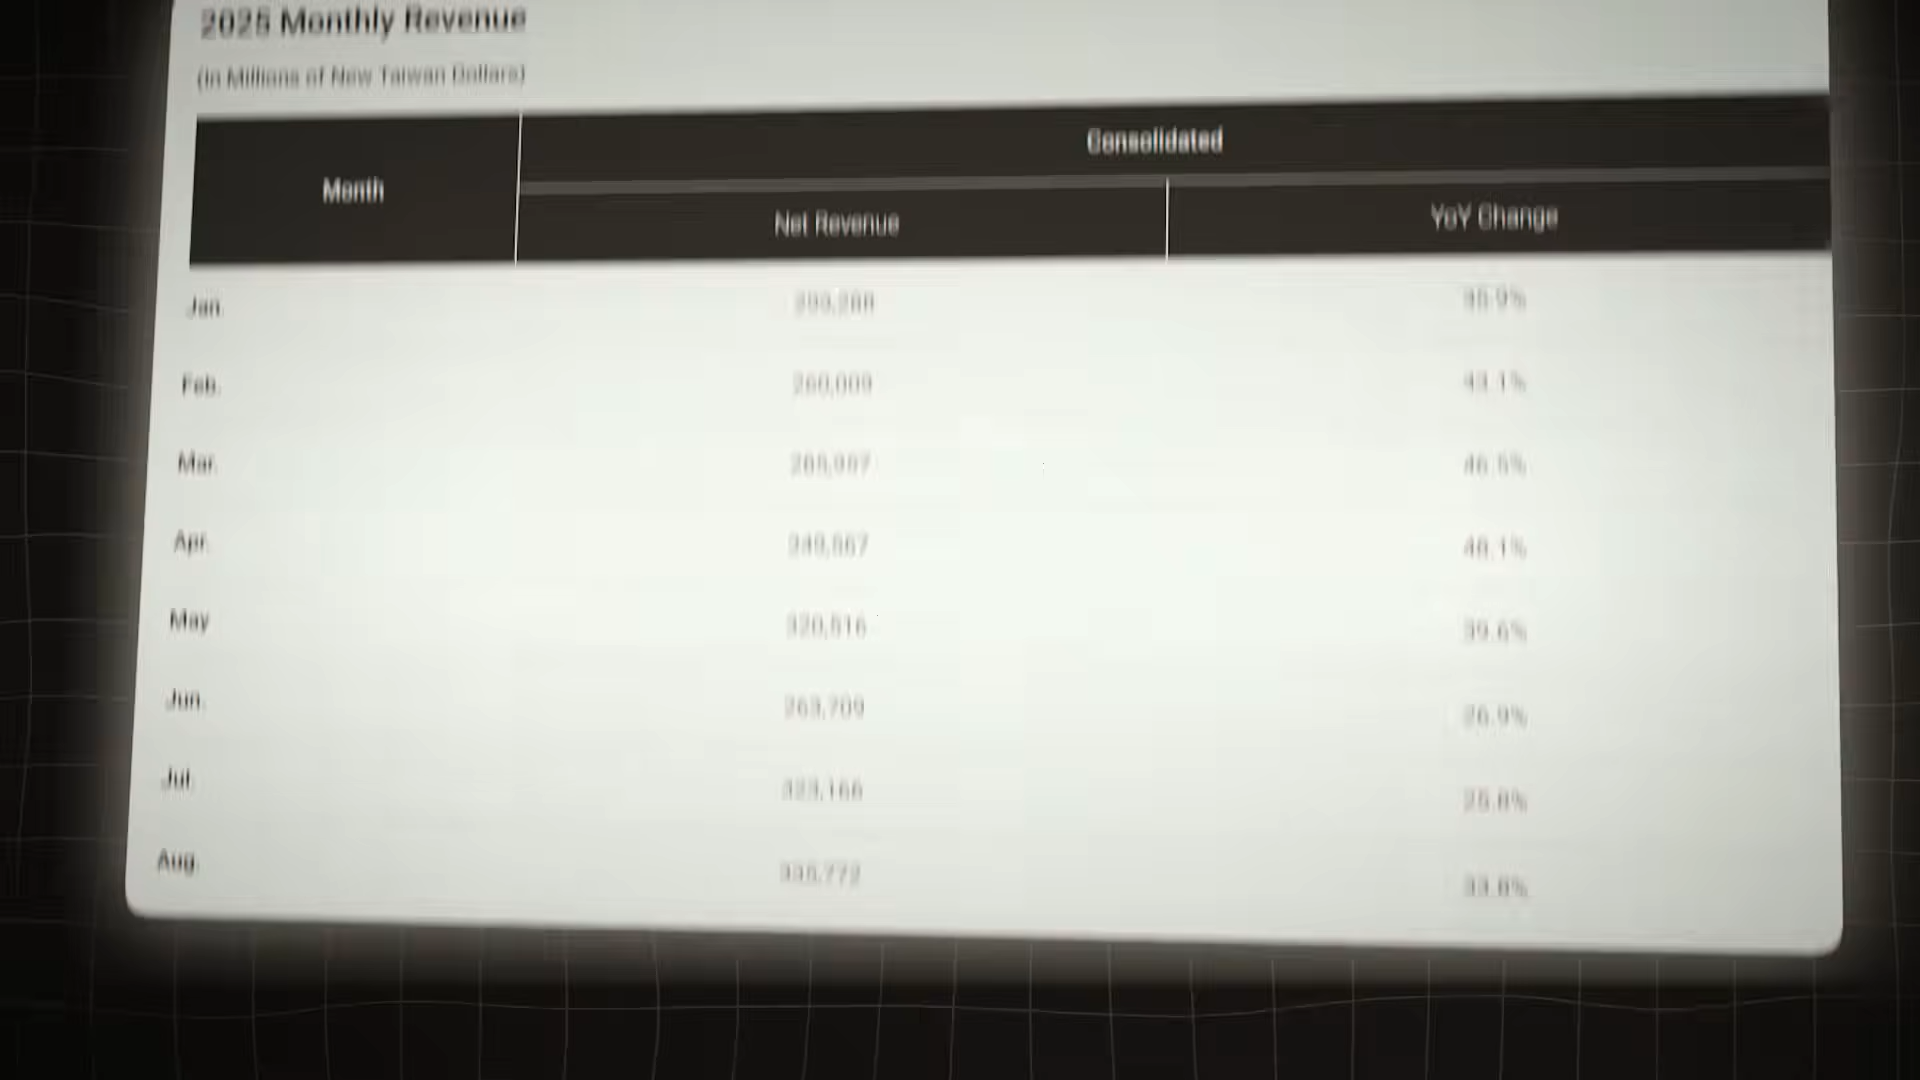 2025 Monthly Revenue
(In Millions of New Taiwan Dollars)
Month
Consolidated
Net Revenue
YoY Change
Jan. 293,288 35.9%
Feb. 260,009 43.1%
Mar. 46.5%
Apr. 349,567 48.1%
May 320,516 39.6%
Jun. 263,709 26.9%
Jul. 323,166 25.8%
Aug. 335,772 33.8%